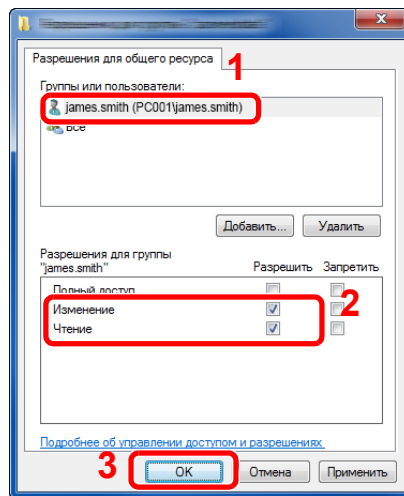 Разрешения для общего ресурса
1
Группы или пользователи:
james.smith (PC001\james.smith)
Все
Добавить... Удалить
Разрешения для группы
"james.smith" Разрешить Запретить
Полный доступ
2
Изменение
Чтение
Подробнее об управлении доступом и разрешениях
3
OK Отмена Применить